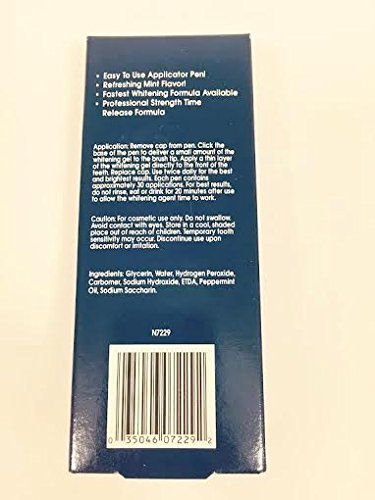 • Easy To Use Applicator Pen!
• Refreshing Mint Flavor!
• Fastest Whitening Formula Available
• Professional Strength Time
Release Formula
Application: Remove cap from pen. Click the
base of the pen to deliver a small amount of the
whitening gel to the brush tip. Apply a thin layer
of the whitening gel directly to the front of the
teeth. Replace cap. Use twice daily for the best
and brightest results. Each pen contains
approximately 30 applications. For best results,
do not rinse, eat or drink for 20 minutes after use
to allow the whitening agent time to work.
Caution: For cosmetic use only. Do not swallow.
Avoid contact with eyes. Store in a cool, shaded
place out of reach of children. Temporary tooth
sensitivity may occur. Discontinue use upon
discomfort or irritation.
Ingredients: Glycerin, Water, Hydrogen Peroxide,
Carbomer, Sodium Hydroxide, ETDA, Peppermint
Oil, Sodium Saccharin.
N7229
0 35046 07229 2